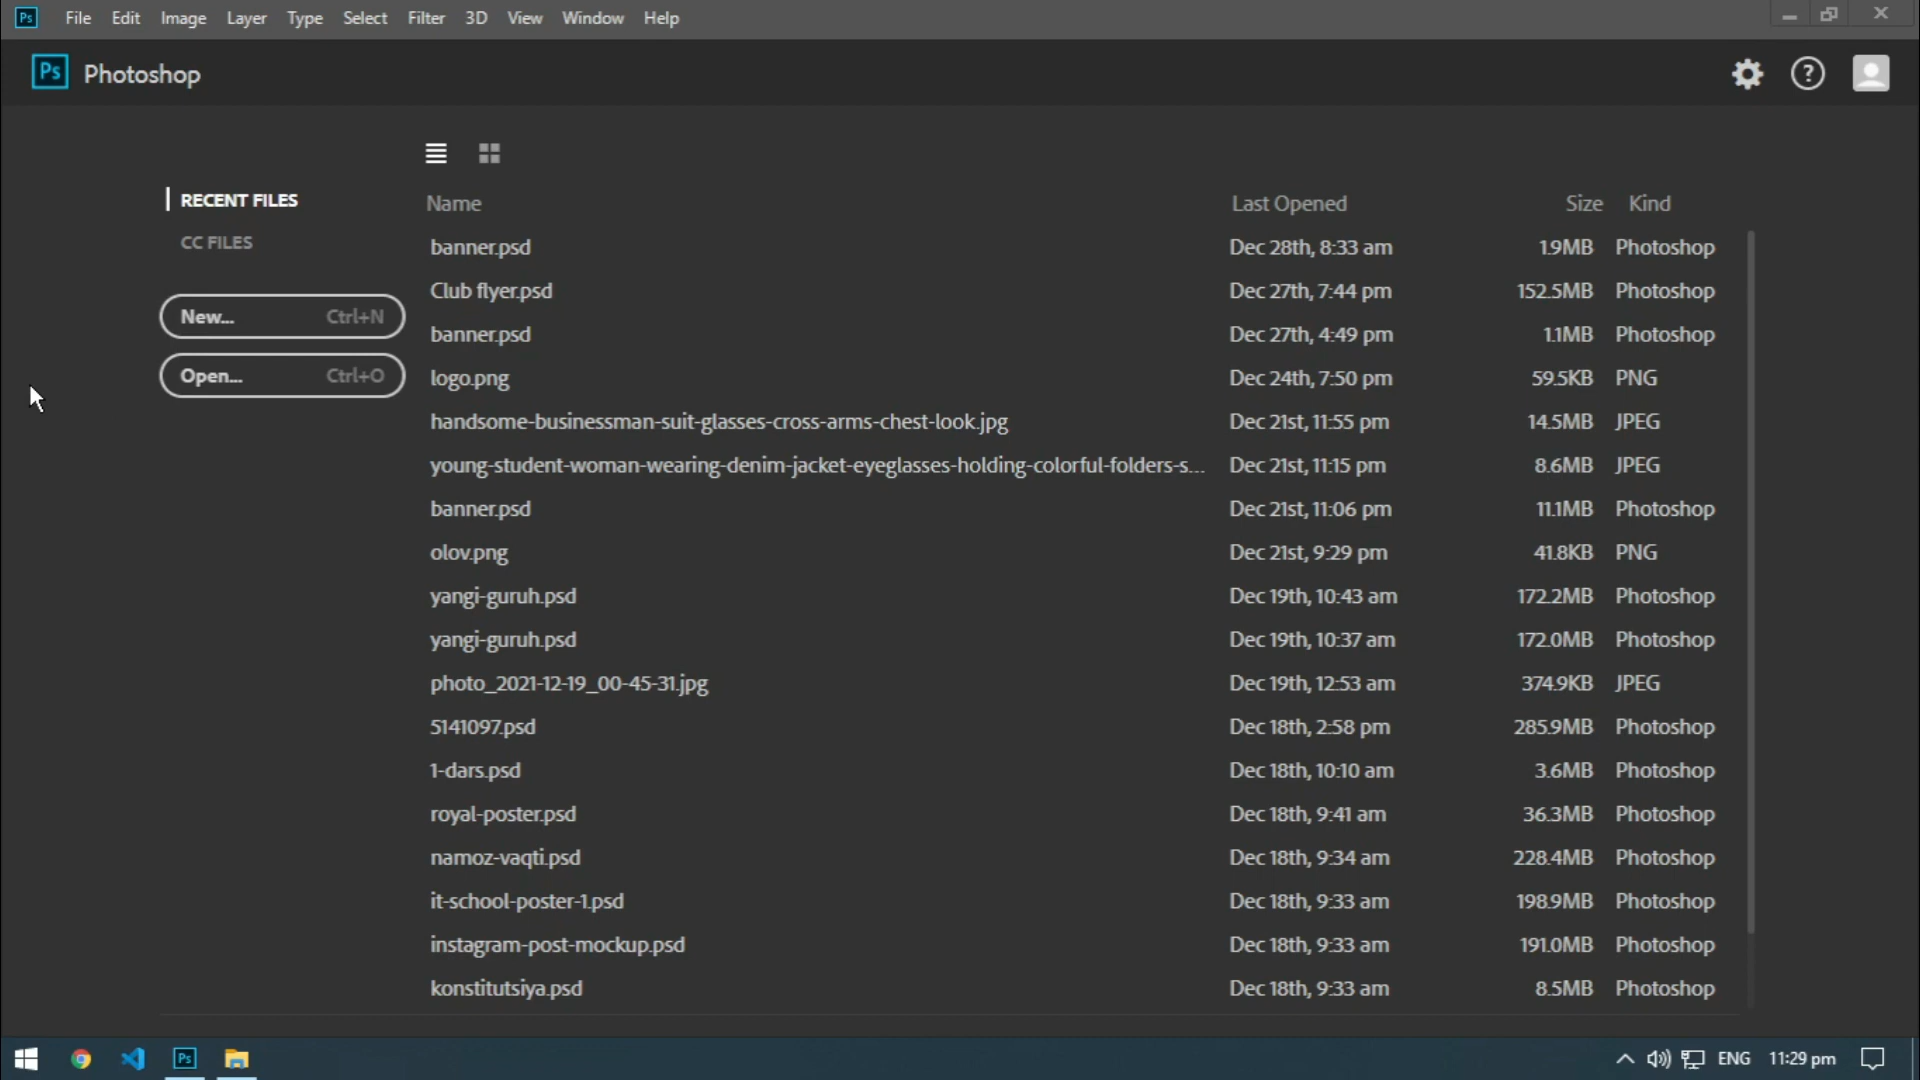 Ps File Edit Image Layer Type Select Filter 3D View Window Help
Ps Photoshop ?
RECENT FILES
CC FILES
New... Ctrl+N
Open... Ctrl+O
Name Last Opened Size Kind
banner.psd Dec 28th, 8:33 am 1.9MB Photoshop
Club flyer.psd Dec 27th, 7:44 pm 152.5MB Photoshop
banner.psd Dec 27th, 4:49 pm 1.1MB Photoshop
logo.png Dec 24th, 7:50 pm 59.5KB PNG
handsome-businessman-suit-glasses-cross-arms-chest-look.jpg Dec 21st, 11:55 pm 14.5MB JPEG
young-student-woman-wearing-denim-jacket-eyeglasses-holding-colorful-folders-s... Dec 21st, 11:15 pm 8.6MB JPEG
banner.psd Dec 21st, 11:06 pm 11.1MB Photoshop
olov.png Dec 21st, 9:29 pm 41.8KB PNG
yangi-guruh.psd Dec 19th, 10:43 am 172.2MB Photoshop
yangi-guruh.psd Dec 19th, 10:37 am 172.0MB Photoshop
photo_2021-12-19_00-45-31.jpg Dec 19th, 12:53 am 374.9KB JPEG
5141097.psd Dec 18th, 2:58 pm 285.9MB Photoshop
1-dars.psd Dec 18th, 10:10 am 3.6MB Photoshop
royal-poster.psd Dec 18th, 9:41 am 36.3MB Photoshop
namoz-vaqti.psd Dec 18th, 9:34 am 228.4MB Photoshop
it-school-poster-1.psd Dec 18th, 9:33 am 198.9MB Photoshop
instagram-post-mockup.psd Dec 18th, 9:33 am 191.0MB Photoshop
konstitutsiya.psd Dec 18th, 9:33 am 8.5MB Photoshop
Ps ENG 11:29 pm